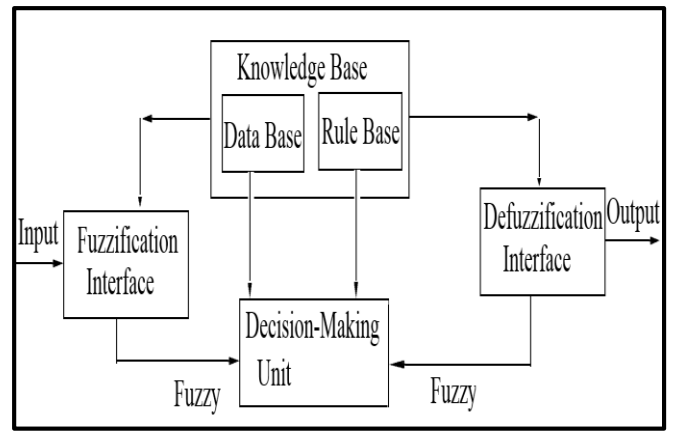 Knowledge Base
Data Base
Rule Base
Input
Fuzzification
Interface
Defuzzification
Interface
Output
Decision-Making
Unit
Fuzzy
Fuzzy